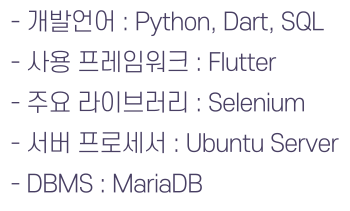 - 개발언어 : Python, Dart, SQL
- 사용 프레임워크 : Flutter
- 주요 라이브러리 : Selenium
- 서버 프로세서 : Ubuntu Server
- DBMS : MariaDB